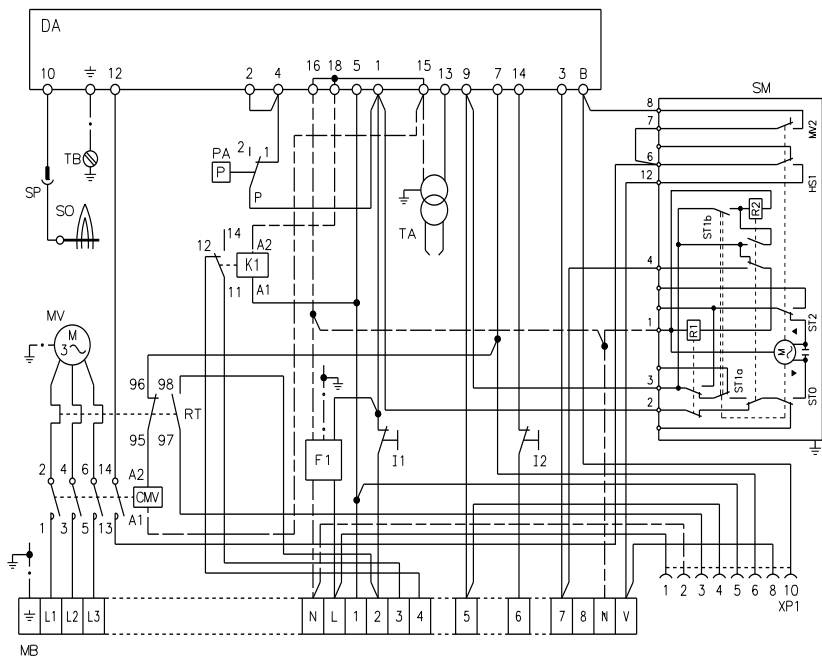 DA
10 12 2 4 16 18 5 1 15 13 9 7 14 3 B
SM
8
7
6
12
4
1
3
2
MV2
HS1
ST1b
R2
ST2
R1
M
ST1a
ST0
TB
SP
SO
PA
P
2
1
P
TA
14
12
A2
K1
11
A1
MV
M
3
96 98
RT
95 97
F1
I1
I2
2 4 6 14
A2
CMV
A1
1 3 5 13
1 2 3 4 5 6 8 10
XP1
L1 L2 L3 N L 1 2 3 4 5 6 7 8 N V
MB